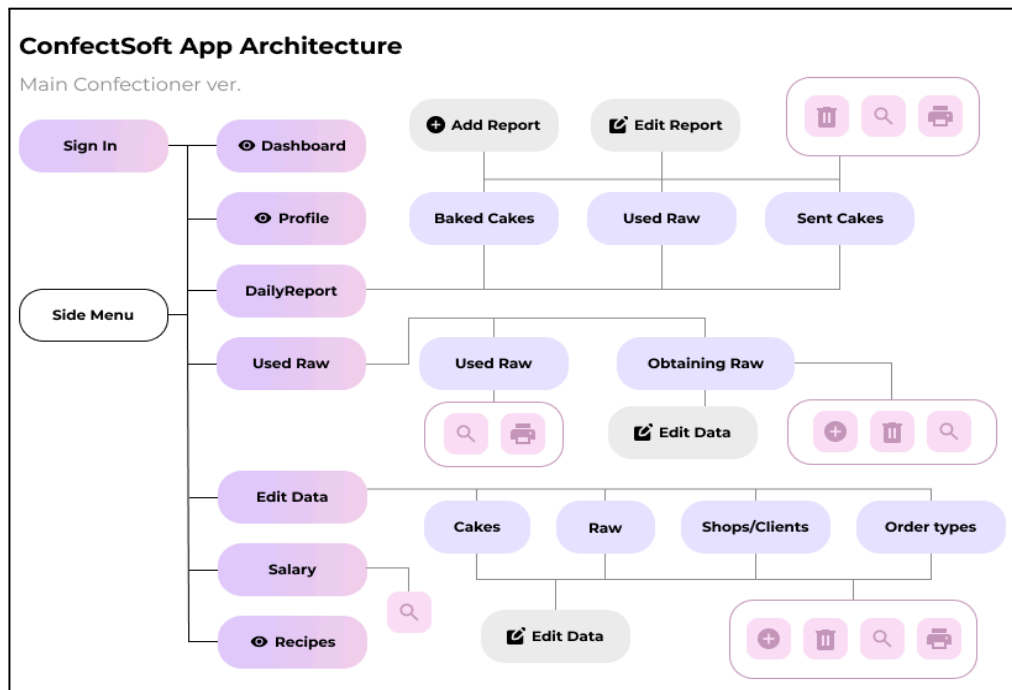 ConfectSoft App Architecture
Main Confectioner ver.
Add Report
Edit Report
Sign In
Dashboard
Profile
Baked Cakes
Used Raw
Sent Cakes
DailyReport
Side Menu
Used Raw
Used Raw
Obtaining Raw
Edit Data
Edit Data
Cakes
Raw
Shops/Clients
Order types
Salary
Edit Data
Recipes